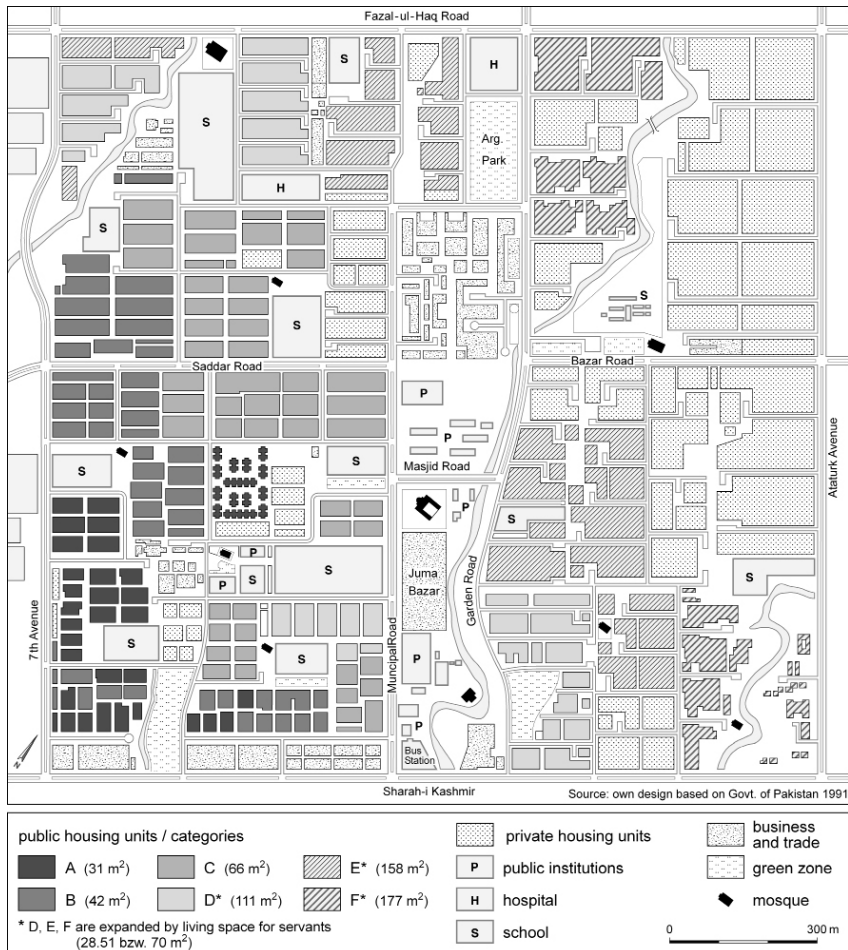 Fazal-ul-Haq Road
S
H
S
Arg.
Park
H
S
S
S
Saddar Road
Bazar Road
P
P
Masjid Road
Ataturk Avenue
S
P
S
P
P
S
S
Juma
Bazar
Garden Road
S
7th Avenue
S
S
MuncipalRoad
P
P
Bus
Station
N
Sharah-i Kashmir
Source: own design based on Govt. of Pakistan 1991
public housing units / categories
A (31 m²)
C (66 m²)
E* (158 m²)
B (42 m²)
D* (111 m²)
F* (177 m²)
* D, E, F are expanded by living space for servants
(28.51 bzw. 70 m²)
private housing units
P public institutions
H hospital
S school
business
and trade
green zone
mosque
0 300 m